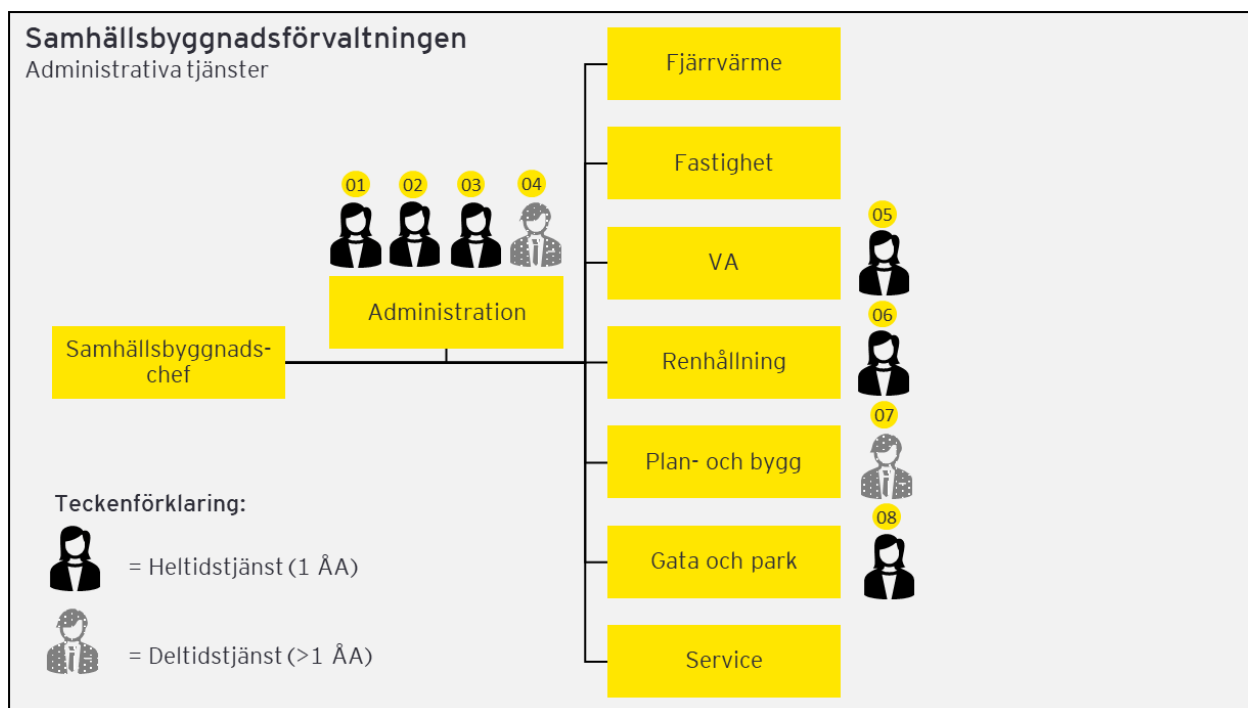 Samhällsbyggnadsförvaltningen
Administrativa tjänster
Fjärrvärme
Fastighet
01 02 03 04
05
VA
Administration
06
Samhällsbyggnads-
chef
Renhållning
07
Plan- och bygg
Teckenförklaring:
08
= Heltidstjänst (1 ÅA)
Gata och park
= Deltidstjänst (>1 ÅA)
Service